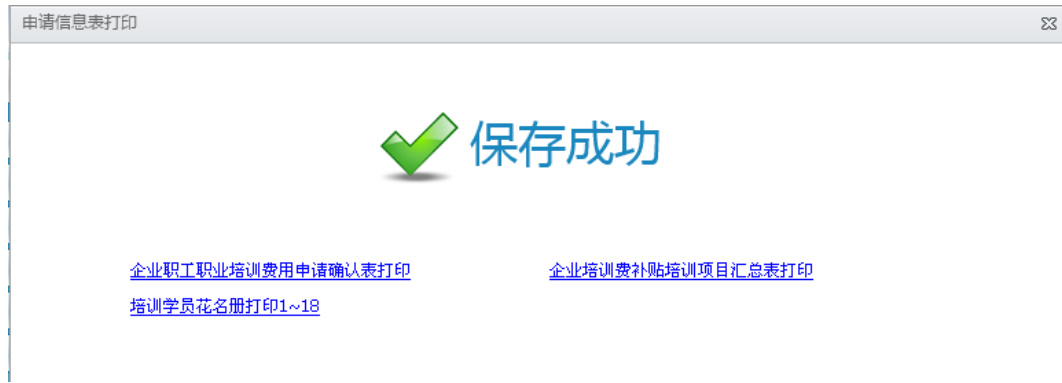 申请信息表打印
保存成功
企业职工职业培训费用申请确认表打印 企业培训费补贴培训项目汇总表打印
培训学员花名册打印1~18